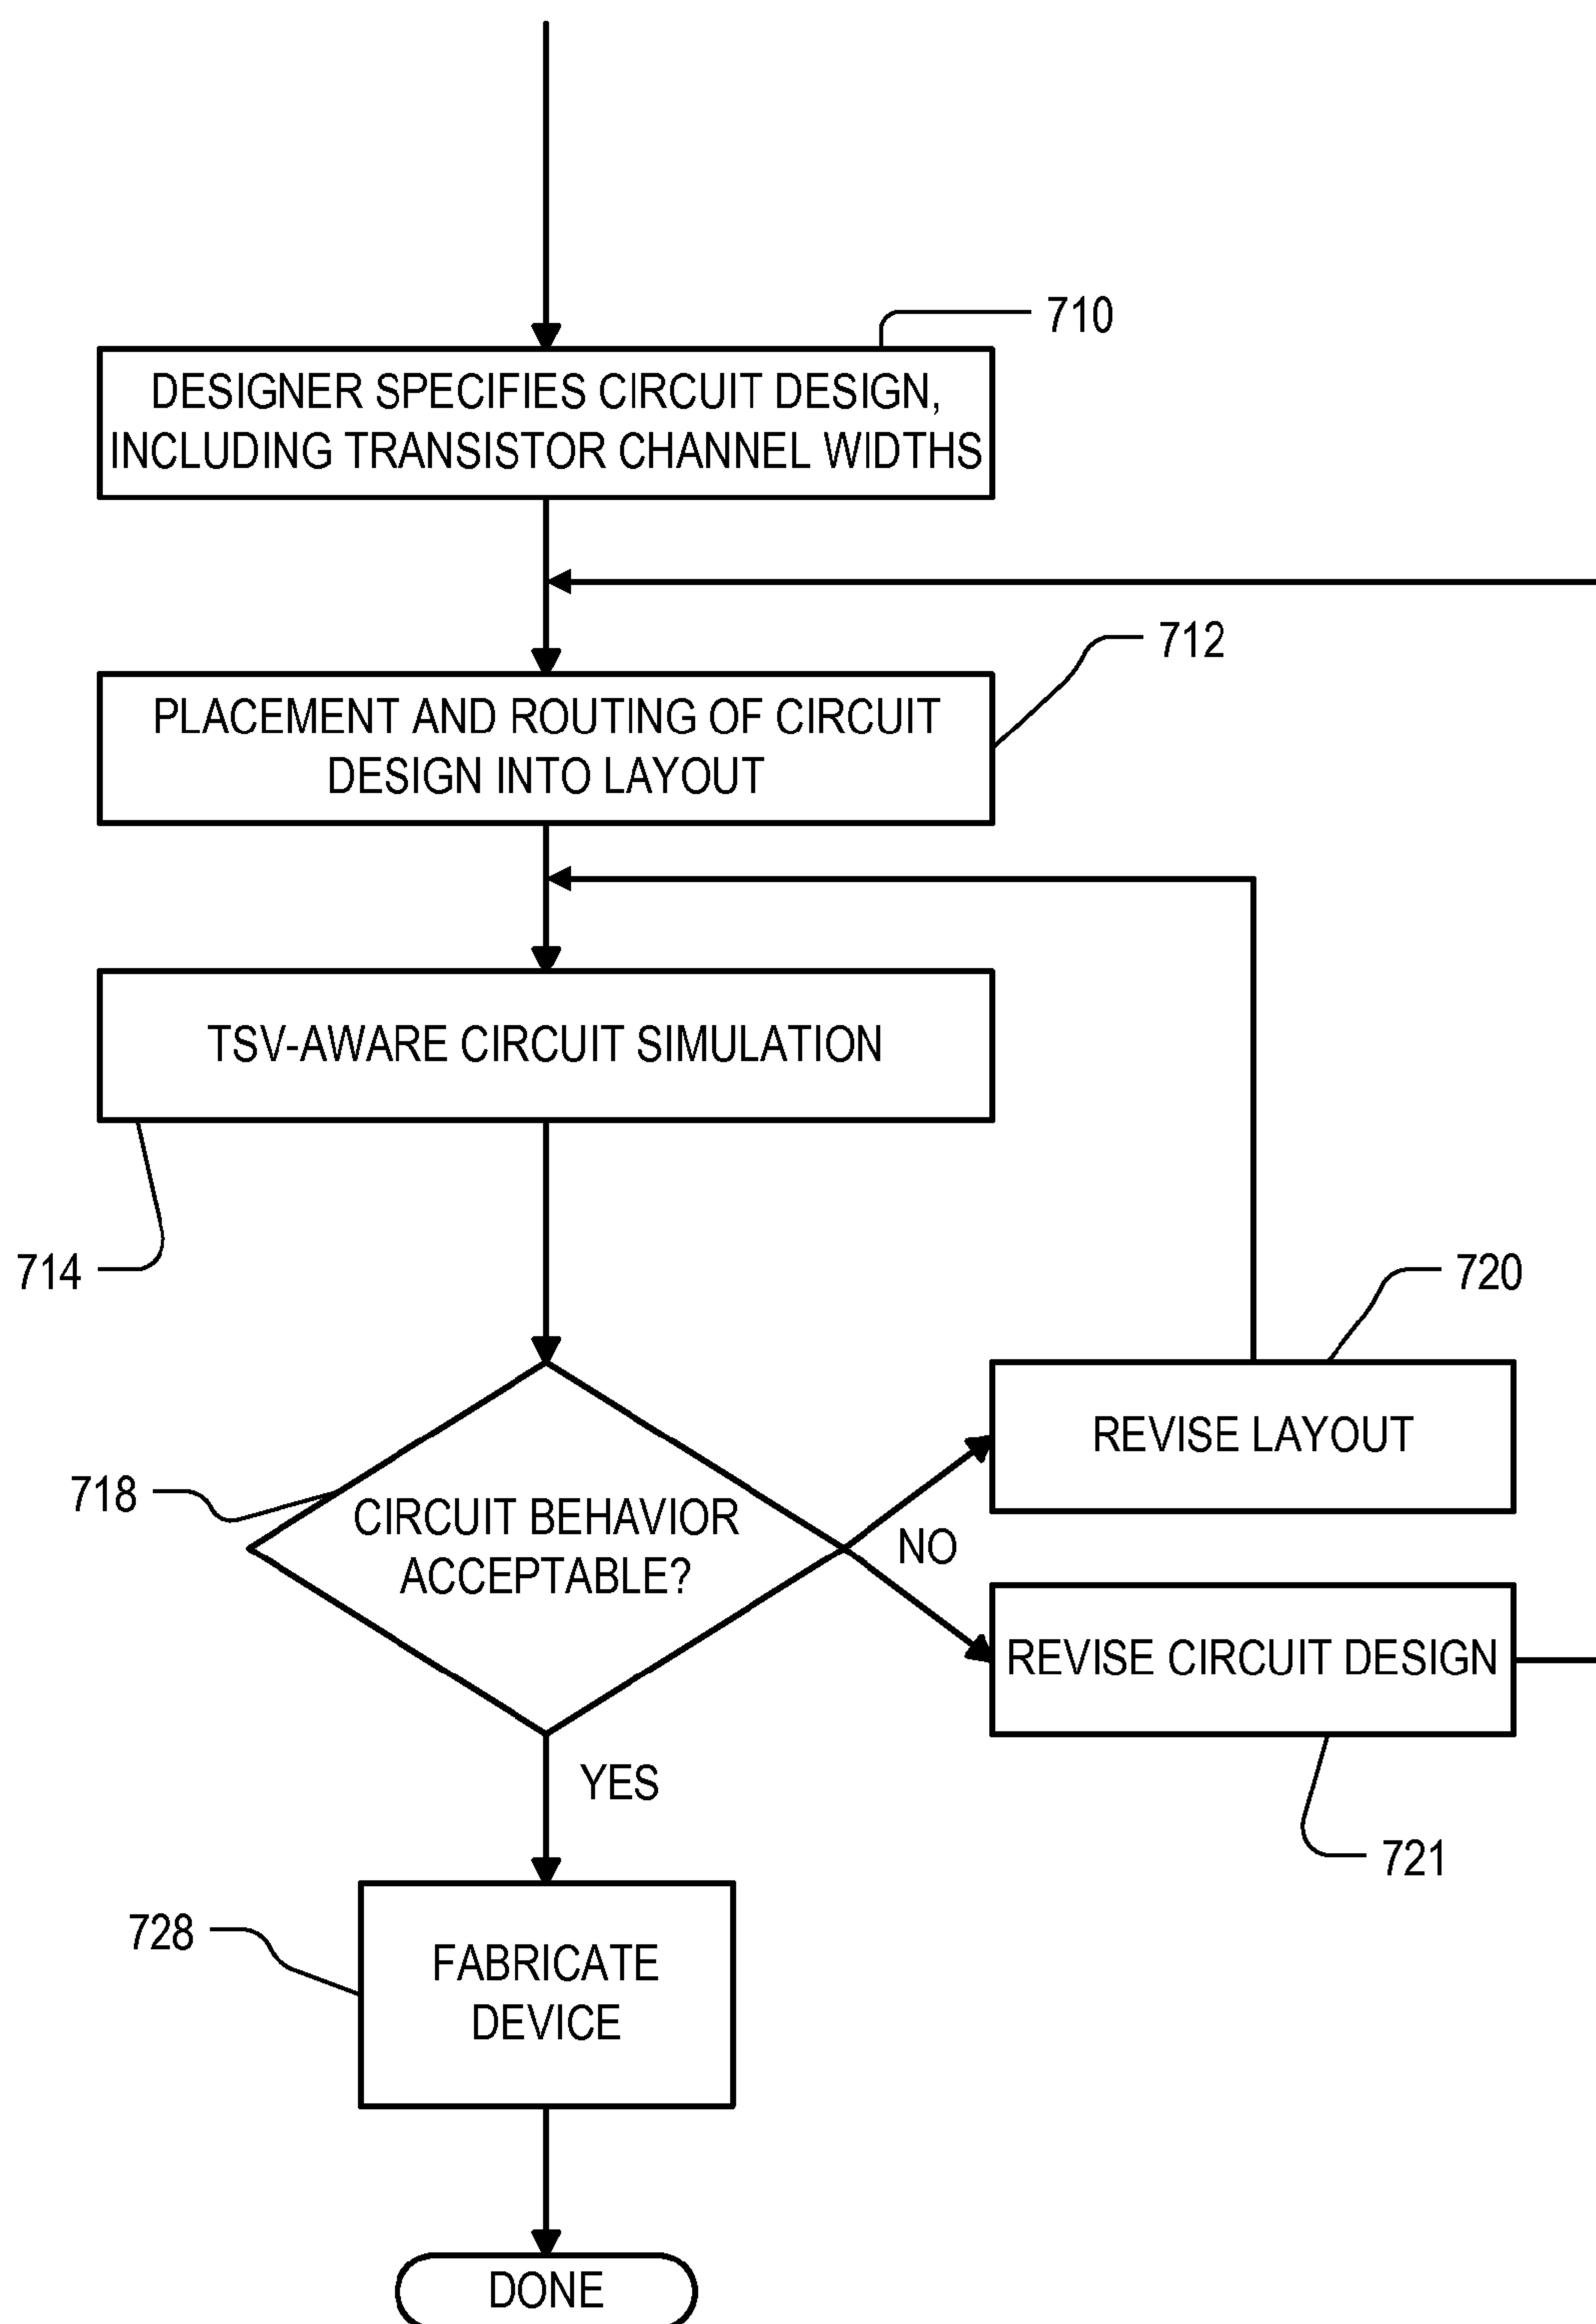 710
DESIGNER SPECIFIES CIRCUIT DESIGN,
INCLUDING TRANSISTOR CHANNEL WIDTHS
712
PLACEMENT AND ROUTING OF CIRCUIT
DESIGN INTO LAYOUT
TSV-AWARE CIRCUIT SIMULATION
714
720
REVISE LAYOUT
718
CIRCUIT BEHAVIOR
ACCEPTABLE?
NO
REVISE CIRCUIT DESIGN
721
YES
728
FABRICATE
DEVICE
DONE